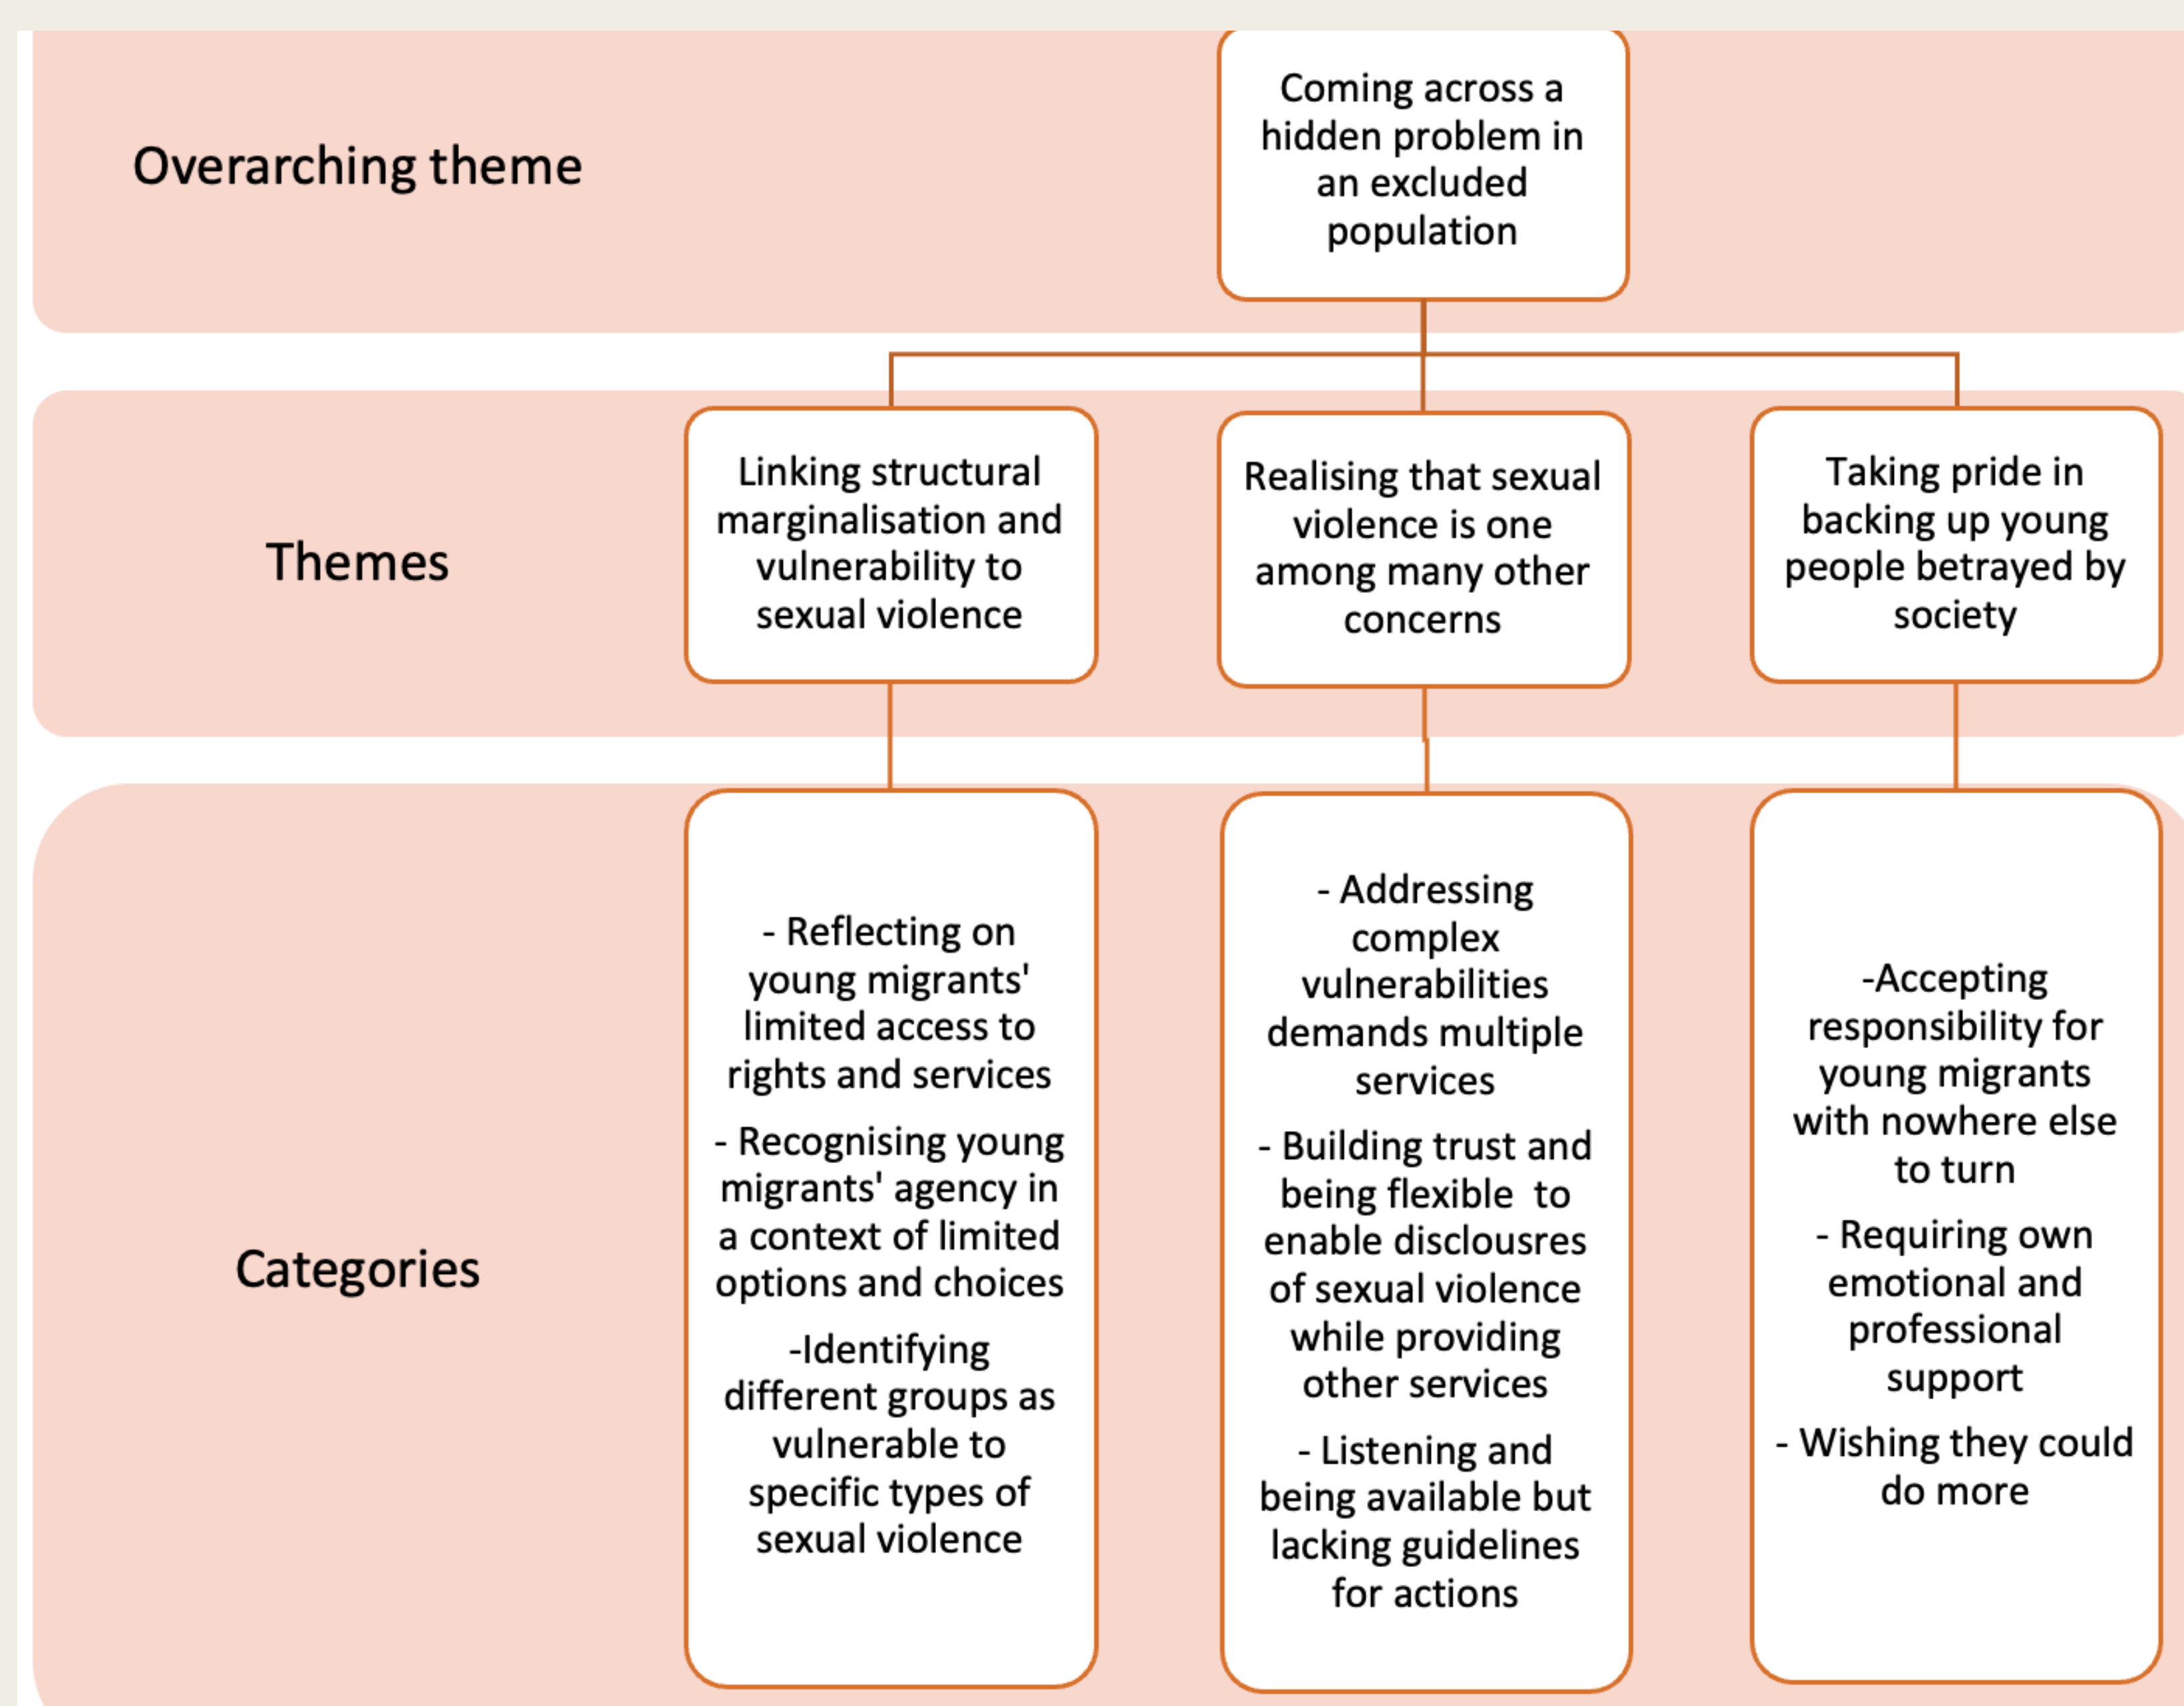 Overarching theme
Coming across a
hidden problem in
an excluded
population
Themes
Linking structural
marginalisation and
vulnerability to
sexual violence
Realising that sexual
violence is one
among many other
concerns
Taking pride in
backing up young
people betrayed by
society
Categories
- Reflecting on
young migrants'
limited access to
rights and services
- Recognising young
migrants' agency in
a context of limited
options and choices
-Identifying
different groups as
vulnerable to
specific types of
sexual violence
- Addressing
complex
vulnerabilities
demands multiple
services
- Building trust and
being flexible  to
enable disclousres
of sexual violence
while providing
other services
- Listening and
being available but
lacking guidelines
for actions
-Accepting
responsibility for
young migrants
with nowhere else
to turn
- Requiring own
emotional and
professional
support
- Wishing they could
do more